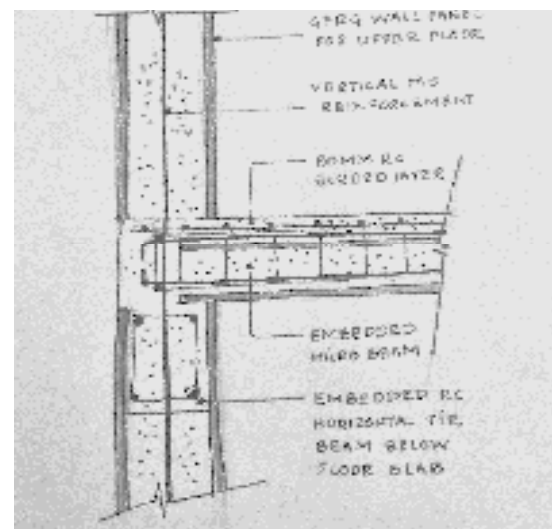 GFRG WALL PANEL
FOR UPPER FLOOR
VERTICAL MS
REINFORCEMENT
RC
SCREED LAYER
EMBEDDED
MICRO BEAM
EMBEDDED RC
HORIZONTAL TIE
BEAM BELOW
FLOOR SLAB